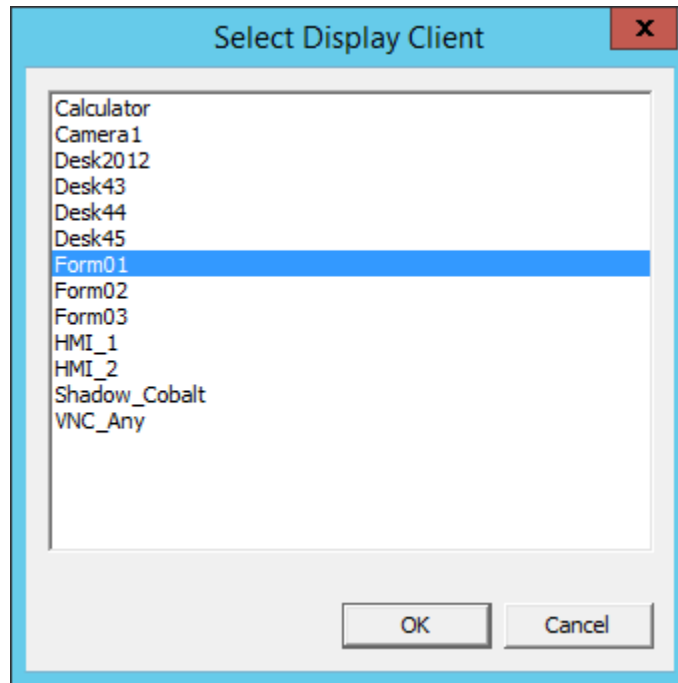 Select Display Client
x
Calculator
Camera1
Desk2012
Desk43
Desk44
Desk45
Form01
Form02
Form03
HMI_1
HMI_2
Shadow_Cobalt
VNC_Any
OK Cancel